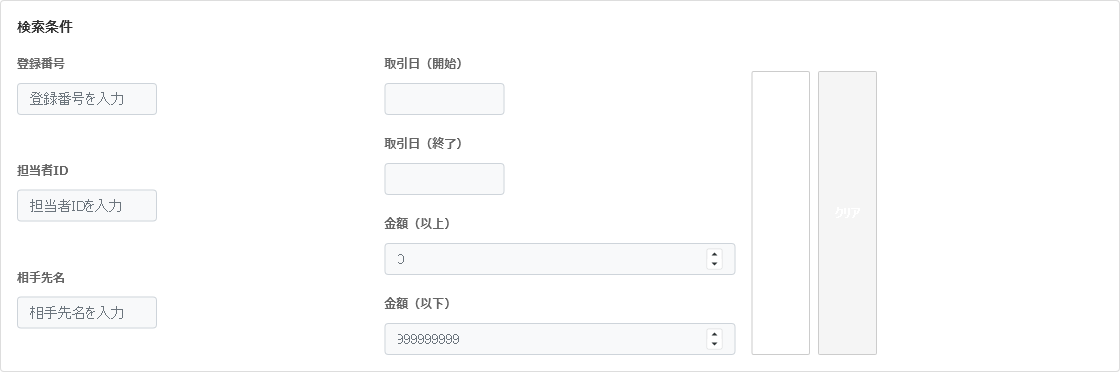 検索条件
登録番号
登録番号を入力
担当者ID
担当者IDを入力
相手先名
相手先名を入力
取引日（開始）
取引日（終了）
金額（以上）
0
金額（以下）
999999999
クリア